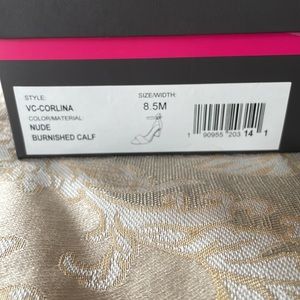 STYLE: SIZE/WIDTH:
VC-CORLINA 8.5M
COLOR/MATERIAL:
NUDE
BURNISHED CALF
1 90955 203 14 1